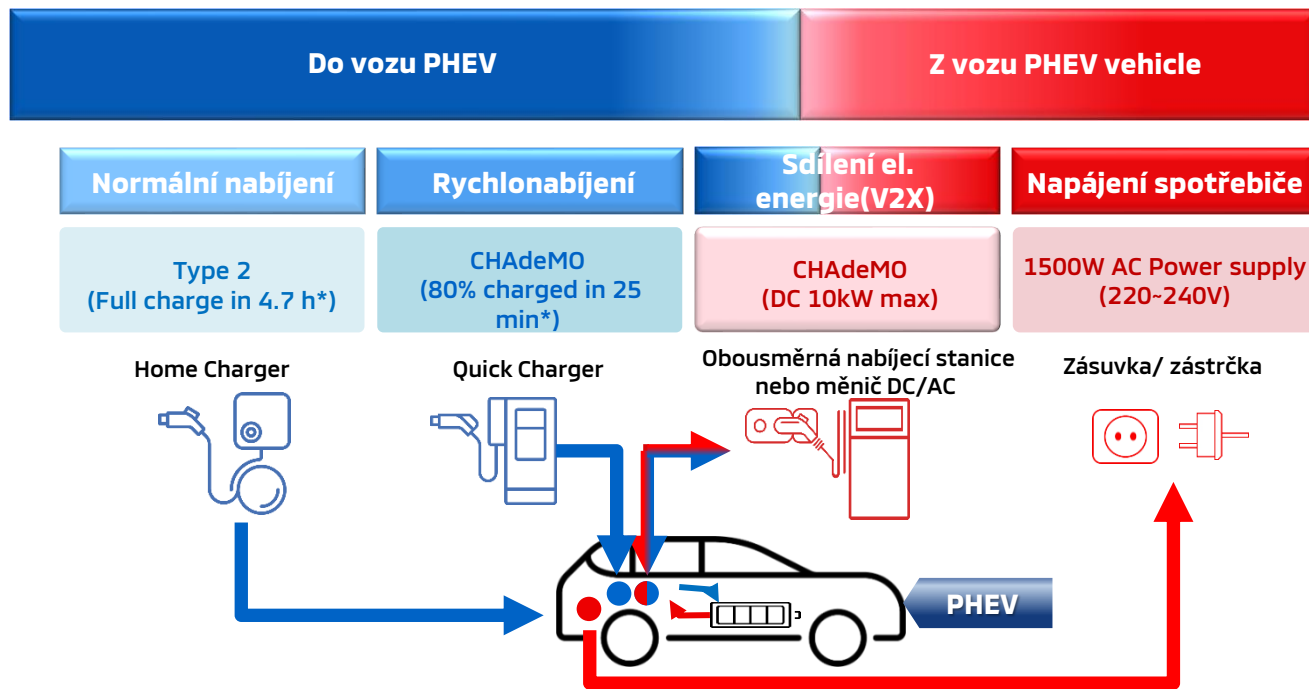 Do vozu PHEV
Z vozu PHEV vehicle
Normální nabíjení
Rychlonabíjení
Sdílení el.
energie(V2X)
Napájení spotřebiče
Type 2
(Full charge in 4.7 h*)
CHAdeMO
(80% charged in 25
min*)
CHAdeMO
(DC 10kW max)
1500W AC Power supply
(220~240V)
Home Charger
Quick Charger
Obousměrná nabíjecí stanice
nebo měnič DC/AC
Zásuvka/ zástrčka
PHEV